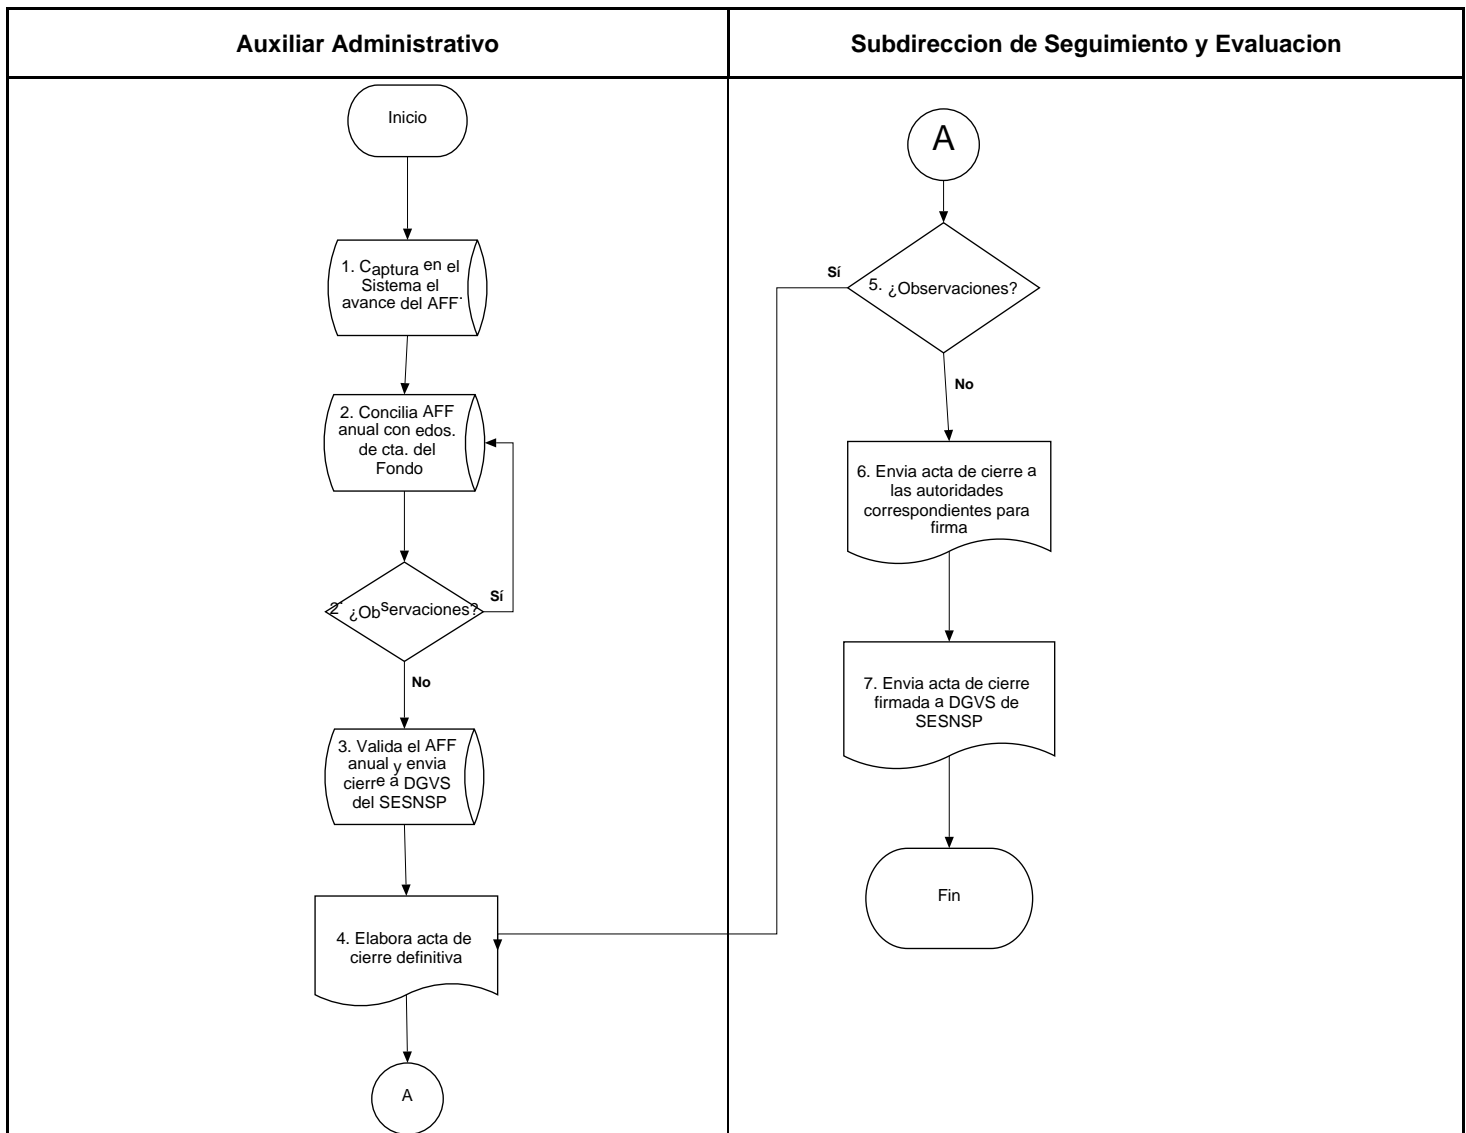 Auxiliar Administrativo
Subdireccion de Seguimiento y Evaluacion
Inicio
1. Captura en el
Sistema el
avance del AFF.
2. Concilia AFF
anual con edos.
de cta. del
Fondo
2. ¿Observaciones?
Sí
No
3. Valida el AFF
anual y envia
cierre a DGVS
del SESNSP
4. Elabora acta de
cierre definitiva
A
A
5. ¿Observaciones?
Sí
No
6. Envia acta de cierre a
las autoridades
correspondientes para
firma
7. Envia acta de cierre
firmada a DGVS de
SESNSP
Fin